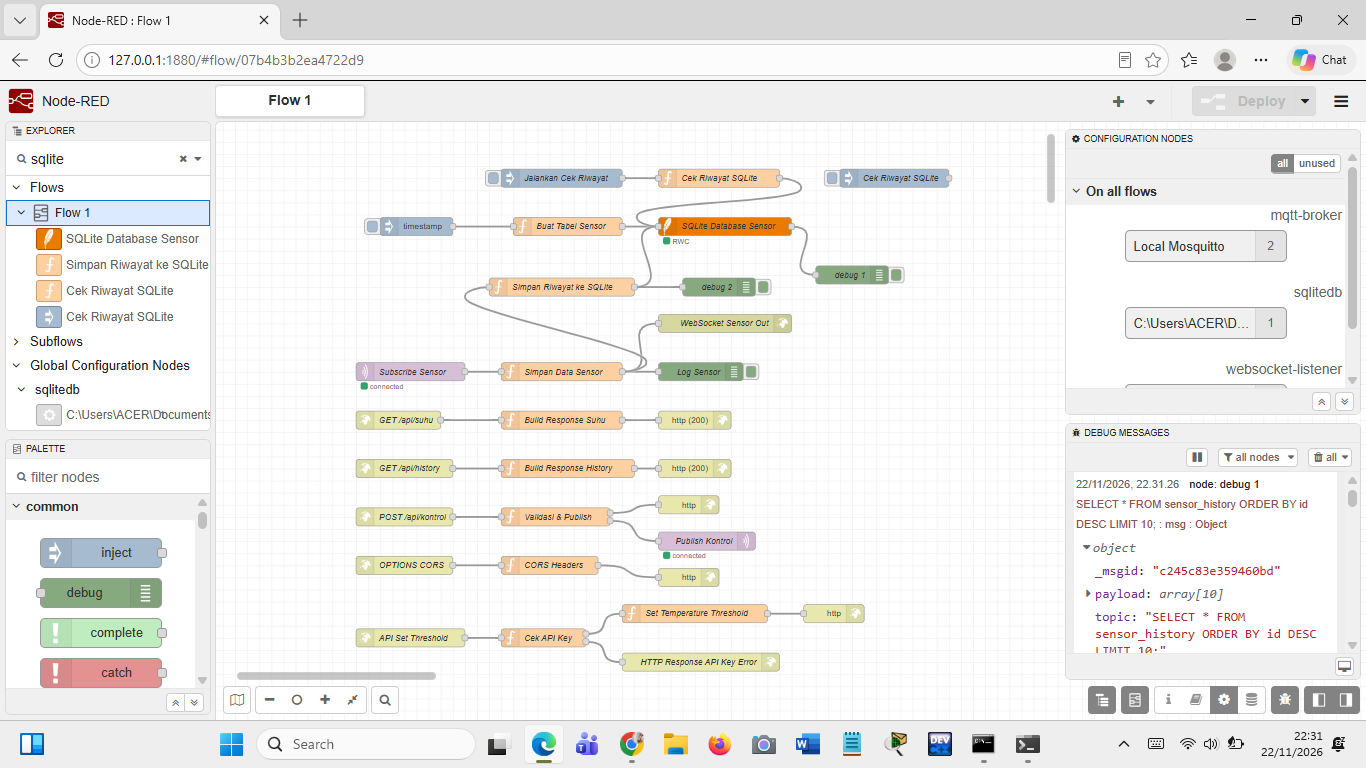 Node-RED : Flow 1
127.0.0.1:1880/#flow/07b4b3b2ea4722d9
Chat
Node-RED
Flow 1
Deploy
EXPLORER
sqlite
Flows
Flow 1
SQLite Database Sensor
Simpan Riwayat ke SQLite
Cek Riwayat SQLite
Cek Riwayat SQLite
Subflows
Global Configuration Nodes
sqlitedb
C:\Users\ACER\Documents
PALETTE
filter nodes
common
inject
debug
complete
catch
Jalankan Cek Riwayat
Cek Riwayat SQLite
Cek Riwayat SQLite
timestamp
Buat Tabel Sensor
SQLite Database Sensor
RWC
debug 1
Simpan Riwayat ke SQLite
debug 2
WebSocket Sensor Out
Subscribe Sensor
connected
Simpan Data Sensor
Log Sensor
GET /api/suhu
Build Response Suhu
http (200)
GET /api/history
Build Response History
http (200)
POST /api/kontrol
Validasi & Publish
http
Publish Kontrol
connected
OPTIONS CORS
CORS Headers
http
API Set Threshold
Cek API Key
Set Temperature Threshold
http
HTTP Response API Key Error
CONFIGURATION NODES
all unused
On all flows
mqtt-broker
Local Mosquitto 2
sqlitedb
C:\Users\ACER\D... 1
websocket-listener
DEBUG MESSAGES
all nodes
all
22/11/2026, 22.31.26 node: debug 1
SELECT * FROM sensor_history ORDER BY id
DESC LIMIT 10; : msg : Object
object
_msgid: "c245c83e359460bd"
payload: array[10]
topic: "SELECT * FROM
sensor_history ORDER BY id DESC
LIMIT 10;"
Search
DEV
22:31
22/11/2026